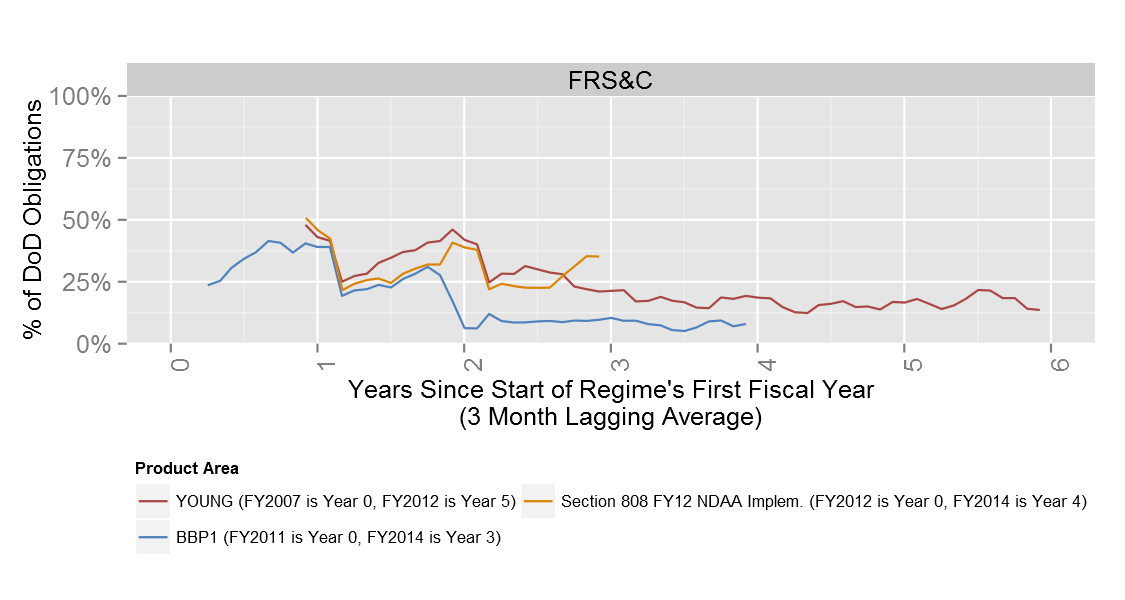 FRS&C
100%
75%
50%
25%
0%
% of DoD Obligations
0 1 2 3 4 5 6
Years Since Start of Regime's First Fiscal Year
(3 Month Lagging Average)
Product Area
YOUNG (FY2007 is Year 0, FY2012 is Year 5) Section 808 FY12 NDAA Implem. (FY2012 is Year 0, FY2014 is Year 4)
BBP1 (FY2011 is Year 0, FY2014 is Year 3)